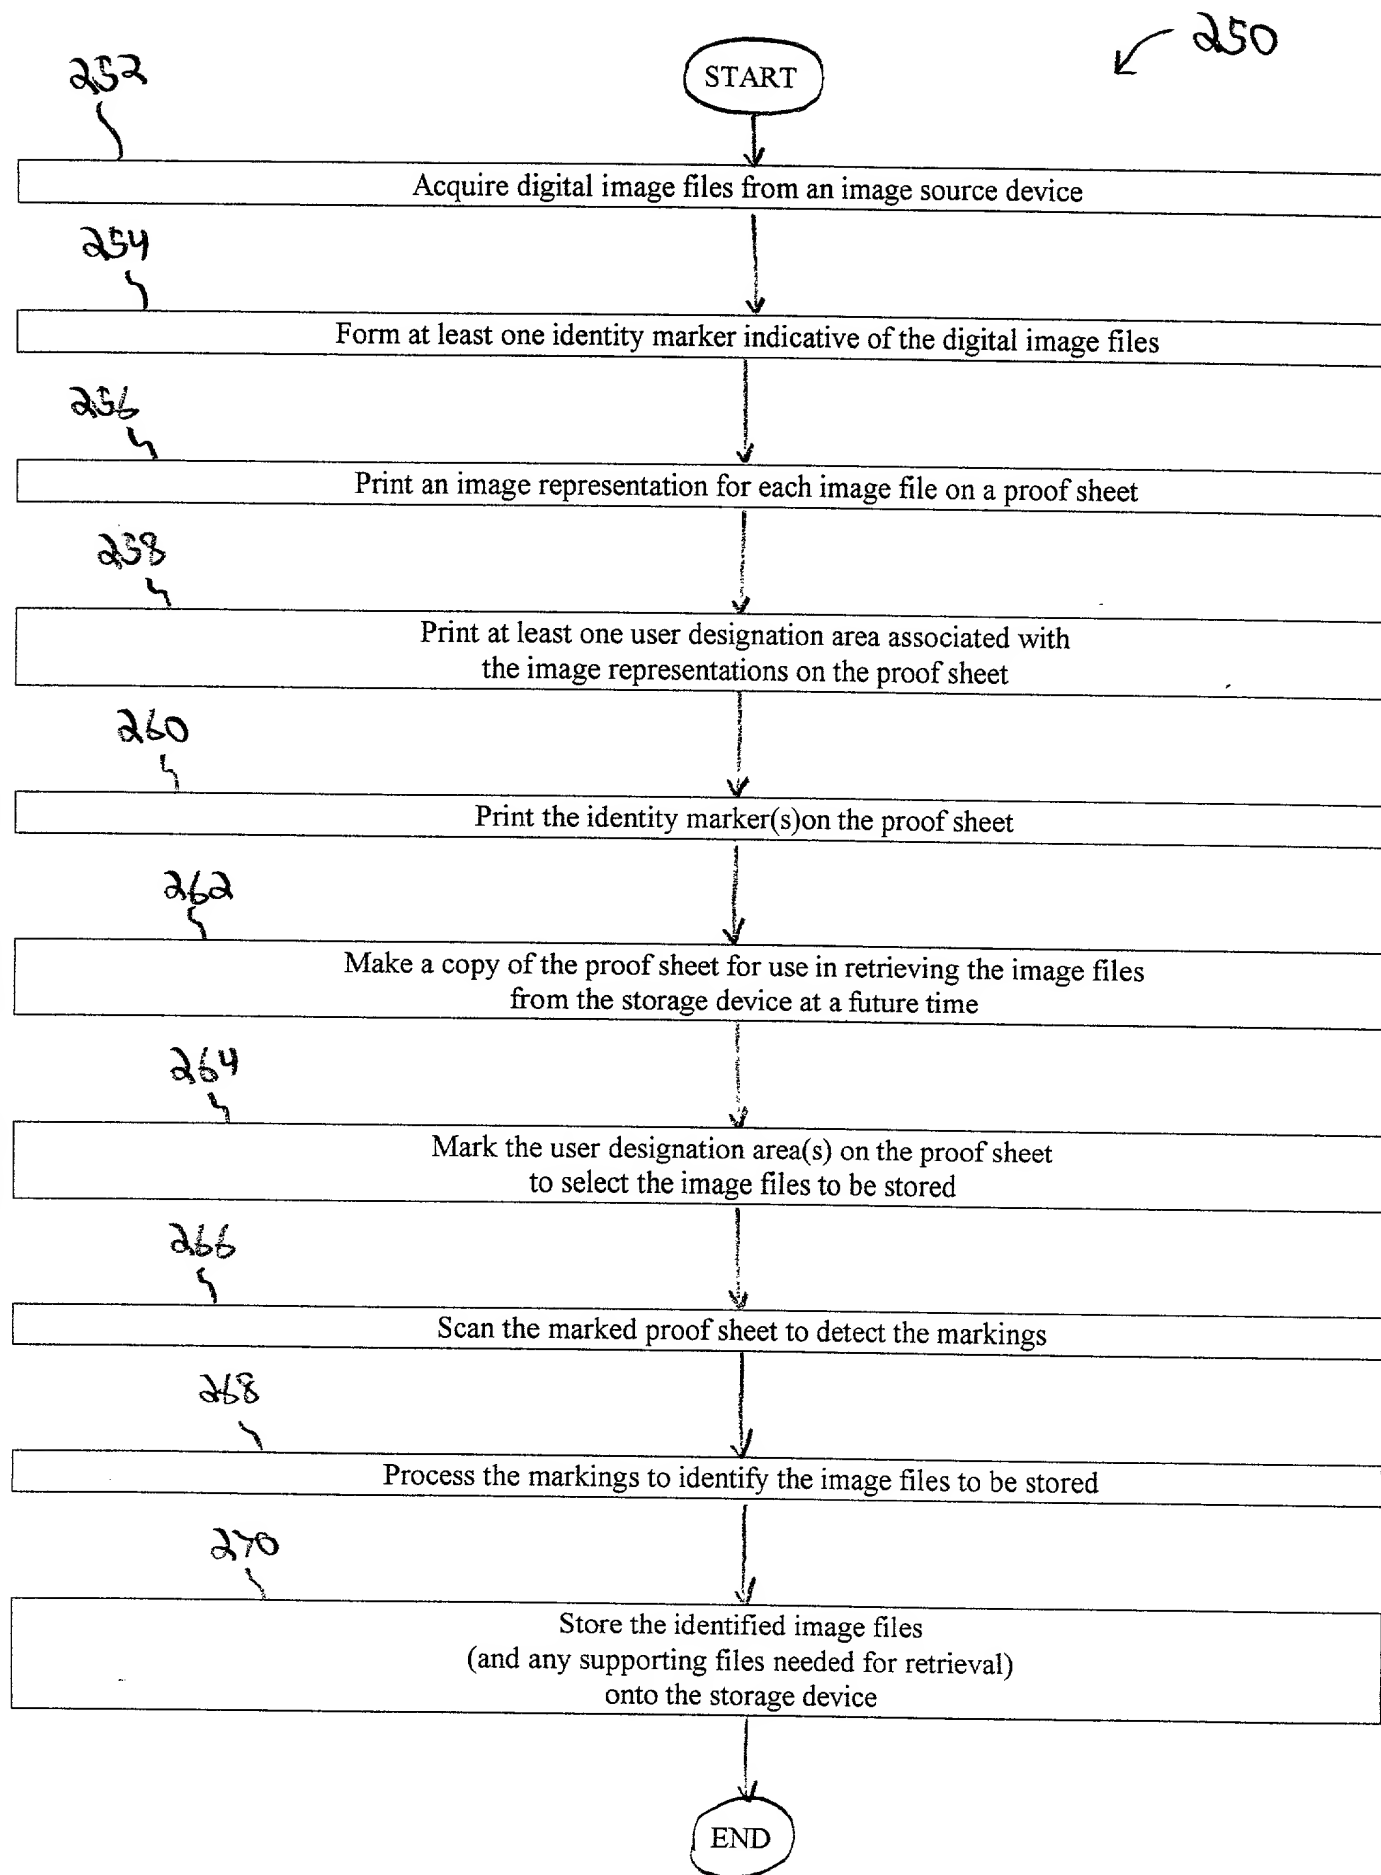 250
START
252
Acquire digital image files from an image source device
254
Form at least one identity marker indicative of the digital image files
256
Print an image representation for each image file on a proof sheet
258
Print at least one user designation area associated with
the image representations on the proof sheet
260
Print the identity marker(s)on the proof sheet
262
Make a copy of the proof sheet for use in retrieving the image files
from the storage device at a future time
264
Mark the user designation area(s) on the proof sheet
to select the image files to be stored
266
Scan the marked proof sheet to detect the markings
268
Process the markings to identify the image files to be stored
270
Store the identified image files
(and any supporting files needed for retrieval)
onto the storage device
END